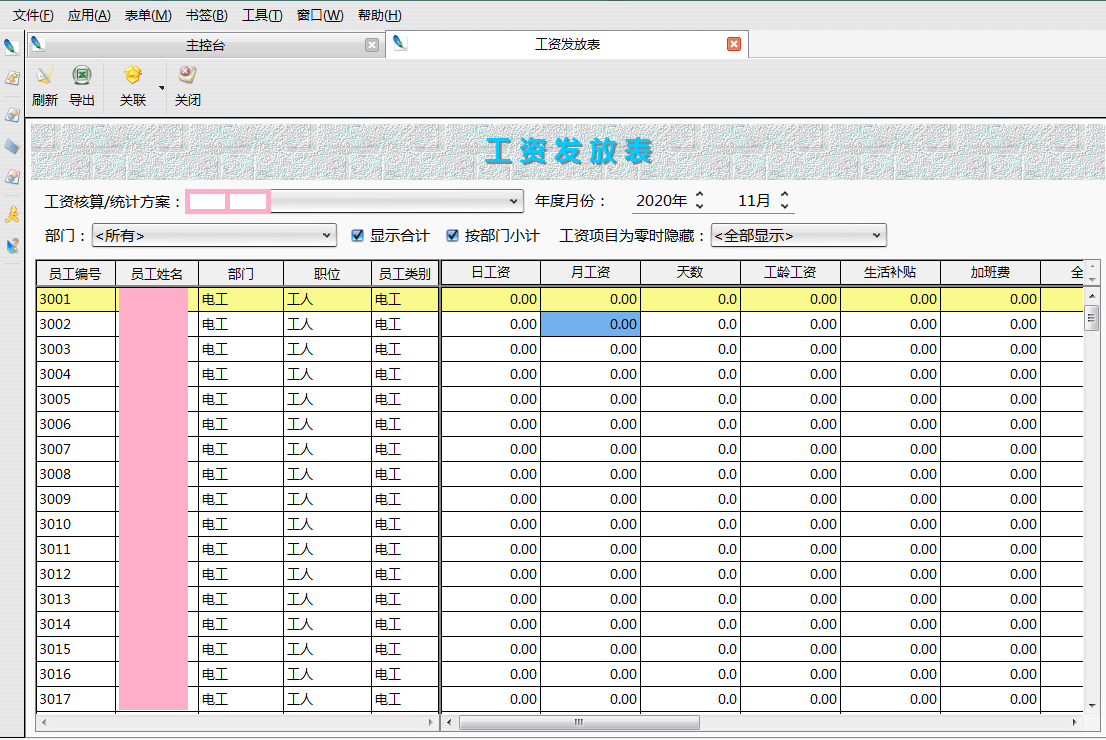 文件(F) 应用(A) 表单(M) 书签(B) 工具(T) 窗口(W) 帮助(H)
主控台 工资发放表
刷新 导出 关联 关闭
工资发放表
工资核算/统计方案： 年度月份： 2020年 11月
部门：<所有> 显示合计 按部门小计 工资项目为零时隐藏：<全部显示>
员工编号 员工姓名 部门 职位 员工类别 日工资 月工资 天数 工龄工资 生活补贴 加班费 全
3001 电工 工人 电工 0.00 0.00 0.0 0.00 0.00 0.00
3002 电工 工人 电工 0.00 0.00 0.0 0.00 0.00 0.00
3003 电工 工人 电工 0.00 0.00 0.0 0.00 0.00 0.00
3004 电工 工人 电工 0.00 0.00 0.0 0.00 0.00 0.00
3005 电工 工人 电工 0.00 0.00 0.0 0.00 0.00 0.00
3006 电工 工人 电工 0.00 0.00 0.0 0.00 0.00 0.00
3007 电工 工人 电工 0.00 0.00 0.0 0.00 0.00 0.00
3008 电工 工人 电工 0.00 0.00 0.0 0.00 0.00 0.00
3009 电工 工人 电工 0.00 0.00 0.0 0.00 0.00 0.00
3010 电工 工人 电工 0.00 0.00 0.0 0.00 0.00 0.00
3011 电工 工人 电工 0.00 0.00 0.0 0.00 0.00 0.00
3012 电工 工人 电工 0.00 0.00 0.0 0.00 0.00 0.00
3013 电工 工人 电工 0.00 0.00 0.0 0.00 0.00 0.00
3014 电工 工人 电工 0.00 0.00 0.0 0.00 0.00 0.00
3015 电工 工人 电工 0.00 0.00 0.0 0.00 0.00 0.00
3016 电工 工人 电工 0.00 0.00 0.0 0.00 0.00 0.00
3017 电工 工人 电工 0.00 0.00 0.0 0.00 0.00 0.00